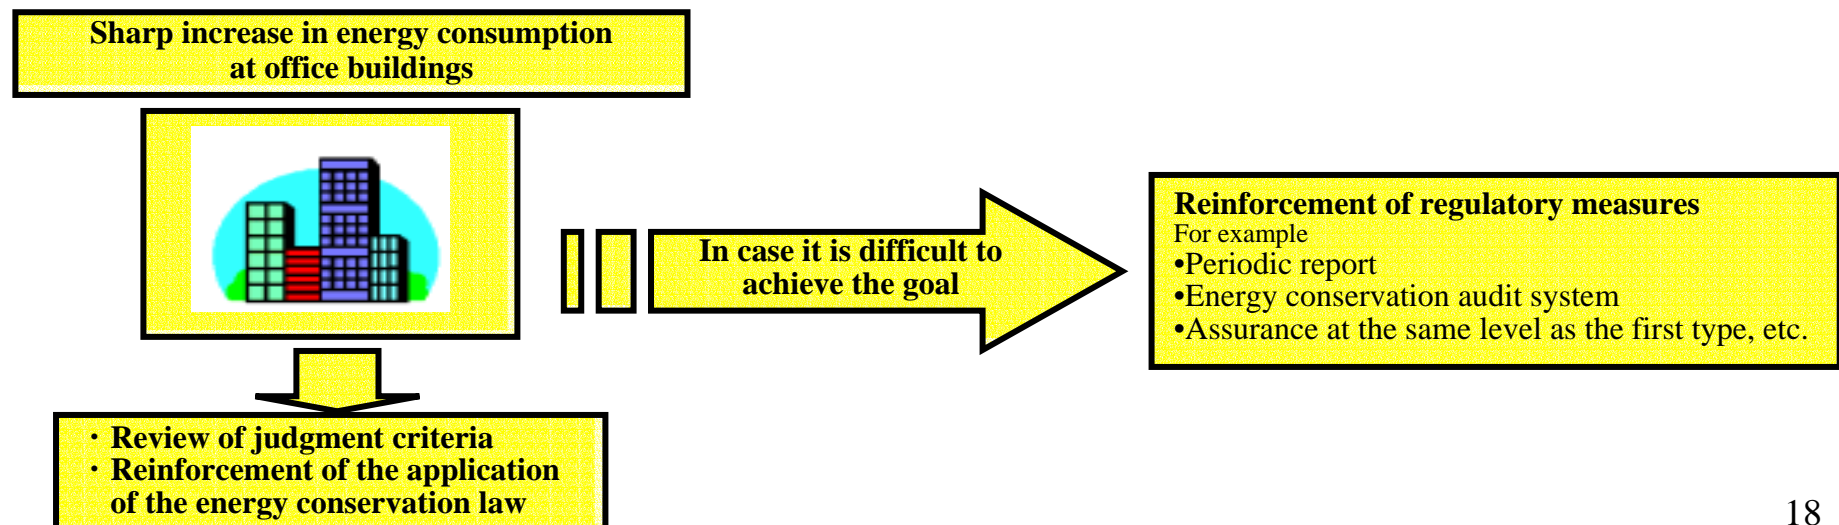 Sharp increase in energy consumption
at office buildings
In case it is difficult to
achieve the goal
Reinforcement of regulatory measures
For example
•Periodic report
•Energy conservation audit system
•Assurance at the same level as the first type, etc.
・Review of judgment criteria
・Reinforcement of the application
of the energy conservation law
18